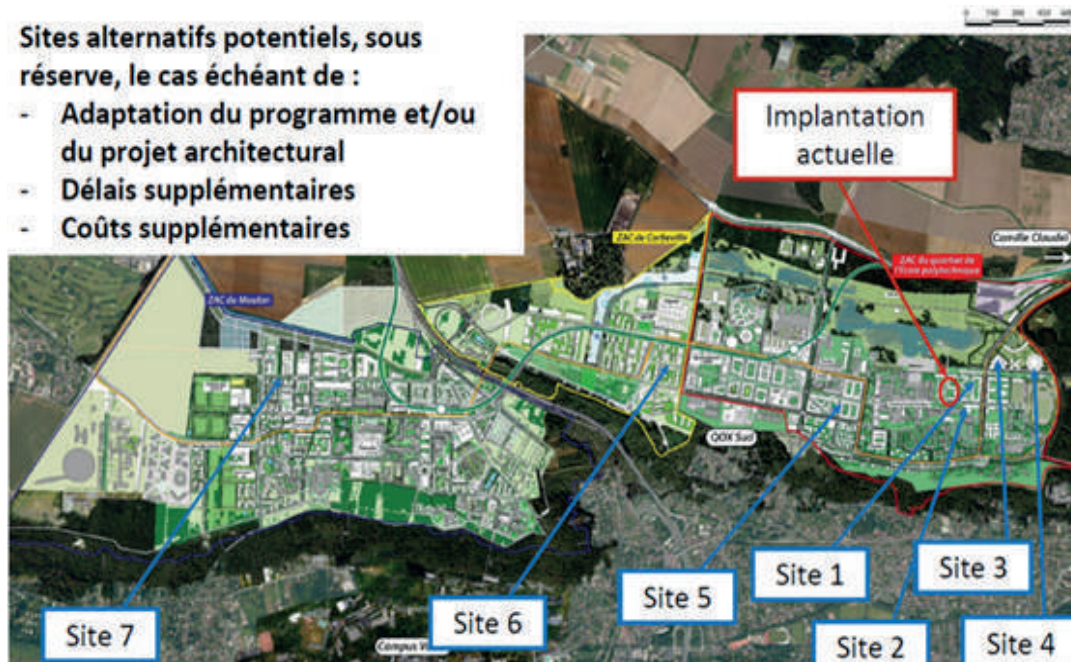 Sites alternatifs potentiels, sous
réserve, le cas échéant de :
- Adaptation du programme et/ou
du projet architectural
- Délais supplémentaires
- Coûts supplémentaires
Implantation
actuelle
ZAC de Corbeville
Camille Claudel
ZAC du quartier de
l'Ecole polytechnique
ZAC de Moulon
QOX Sud
Site 1
Site 3
Site 5
Site 6
Site 7
Site 2
Site 4
Campus